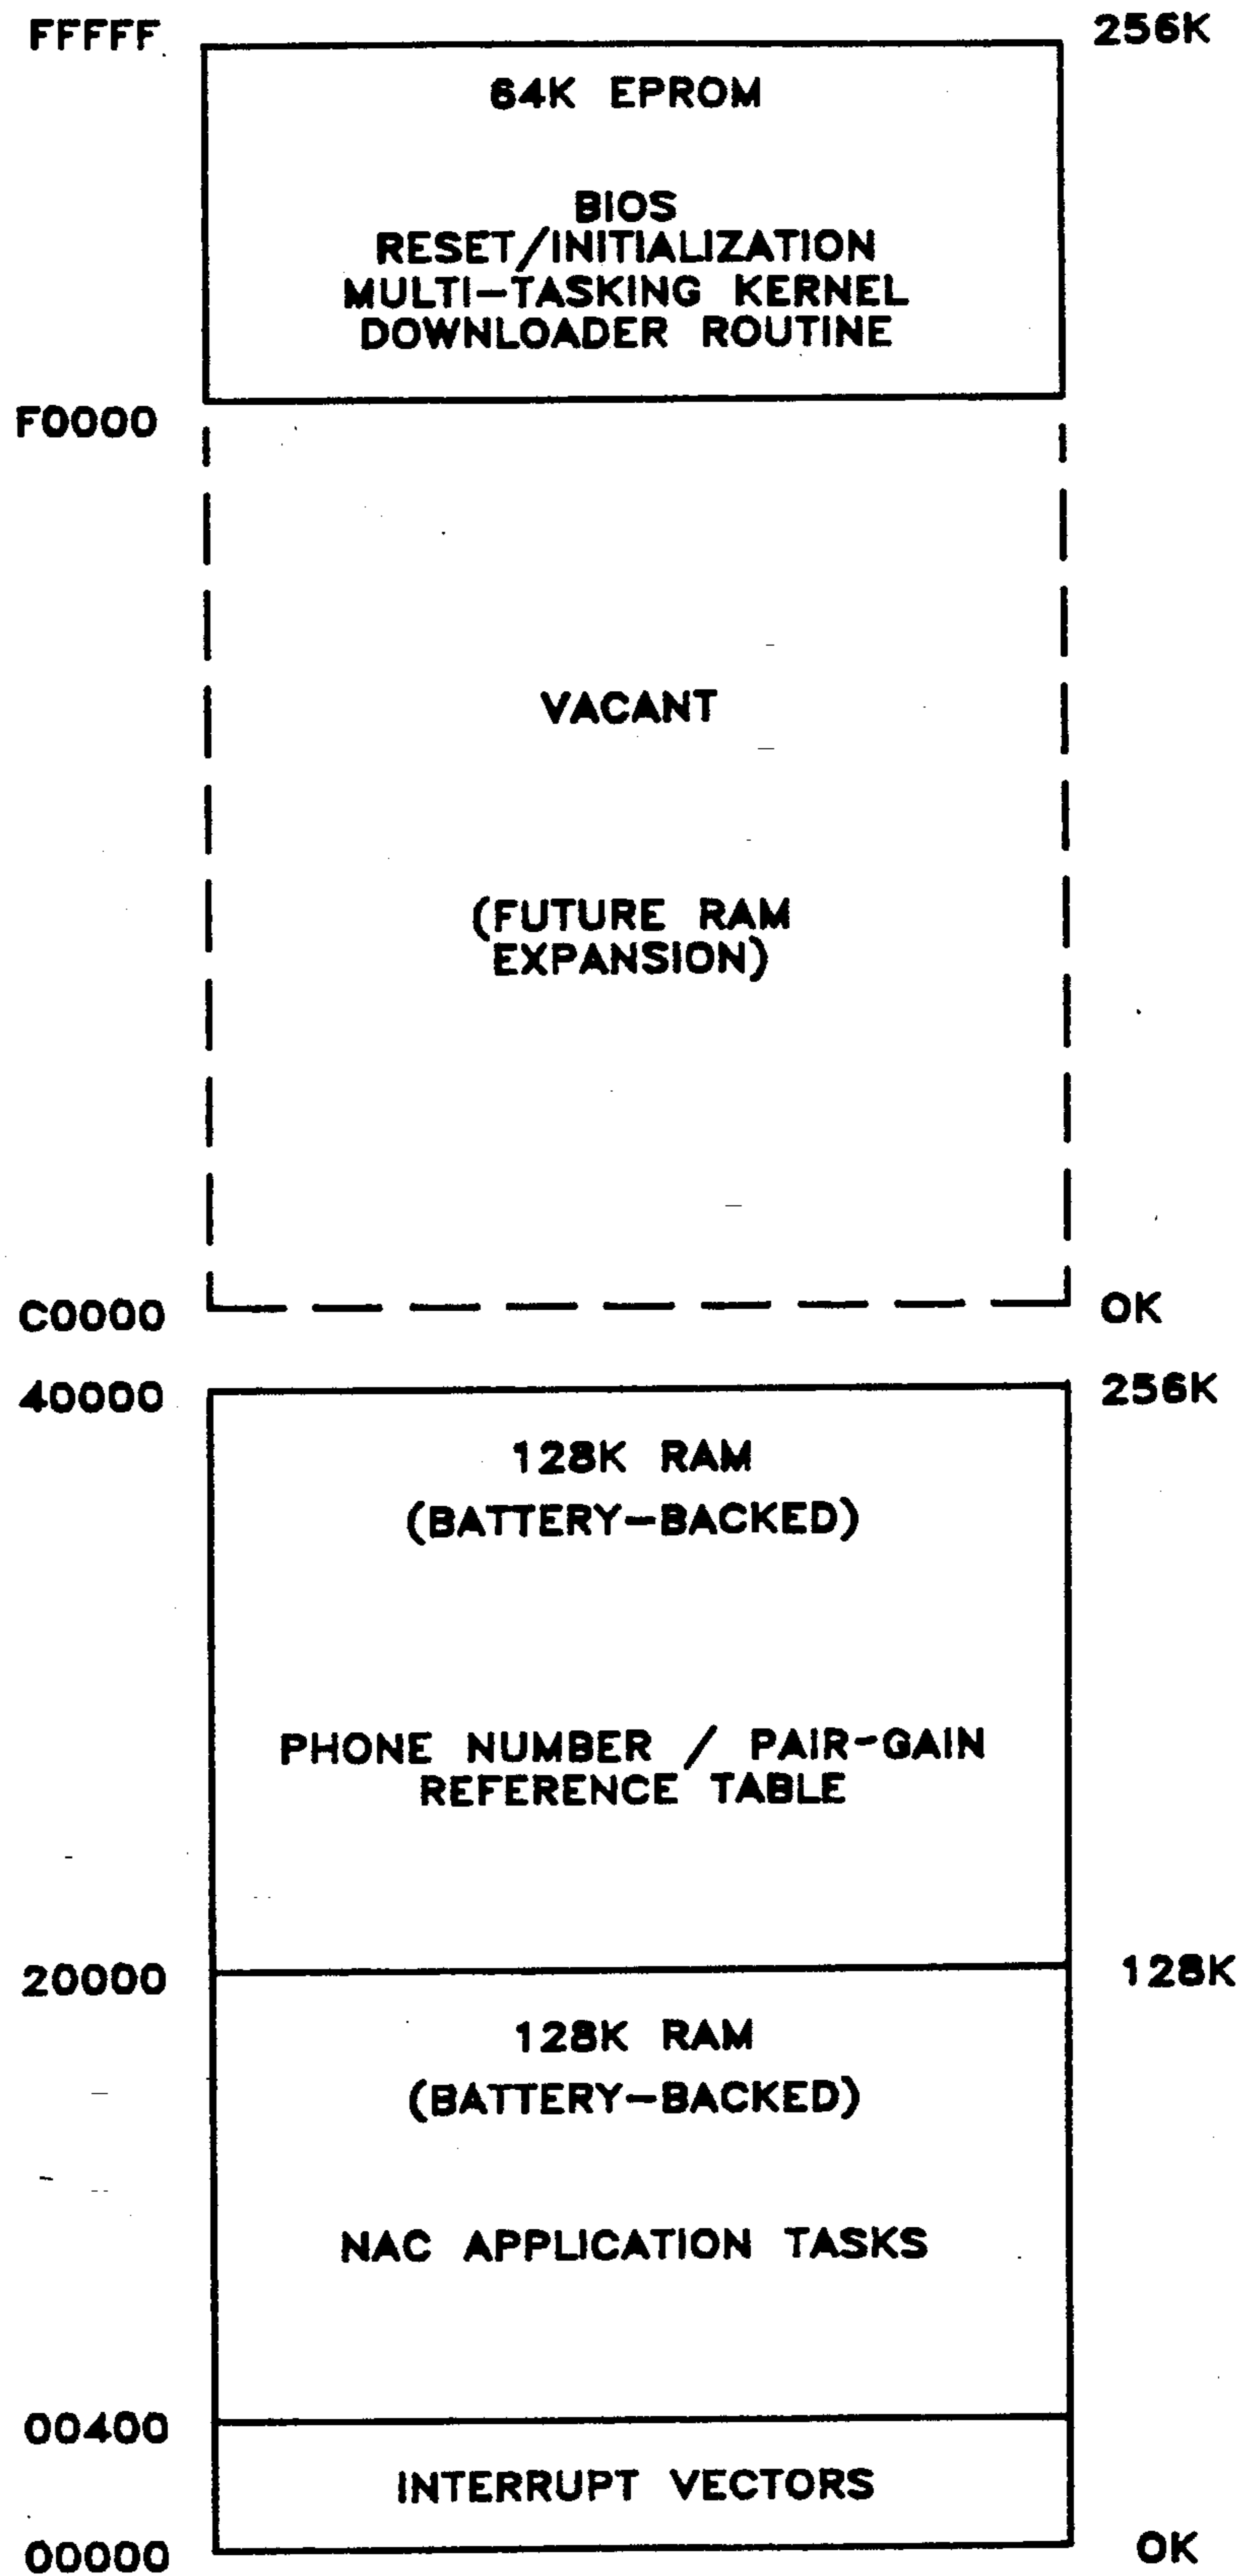 FFFFF
256K
64K EPROM
BIOS
RESET/INITIALIZATION
MULTI-TASKING KERNEL
DOWNLOADER ROUTINE
F0000
VACANT
(FUTURE RAM
EXPANSION)
C0000
0K
40000
256K
128K RAM
(BATTERY-BACKED)
PHONE NUMBER / PAIR-GAIN
REFERENCE TABLE
20000
128K
128K RAM
(BATTERY-BACKED)
NAC APPLICATION TASKS
00400
INTERRUPT VECTORS
00000
0K